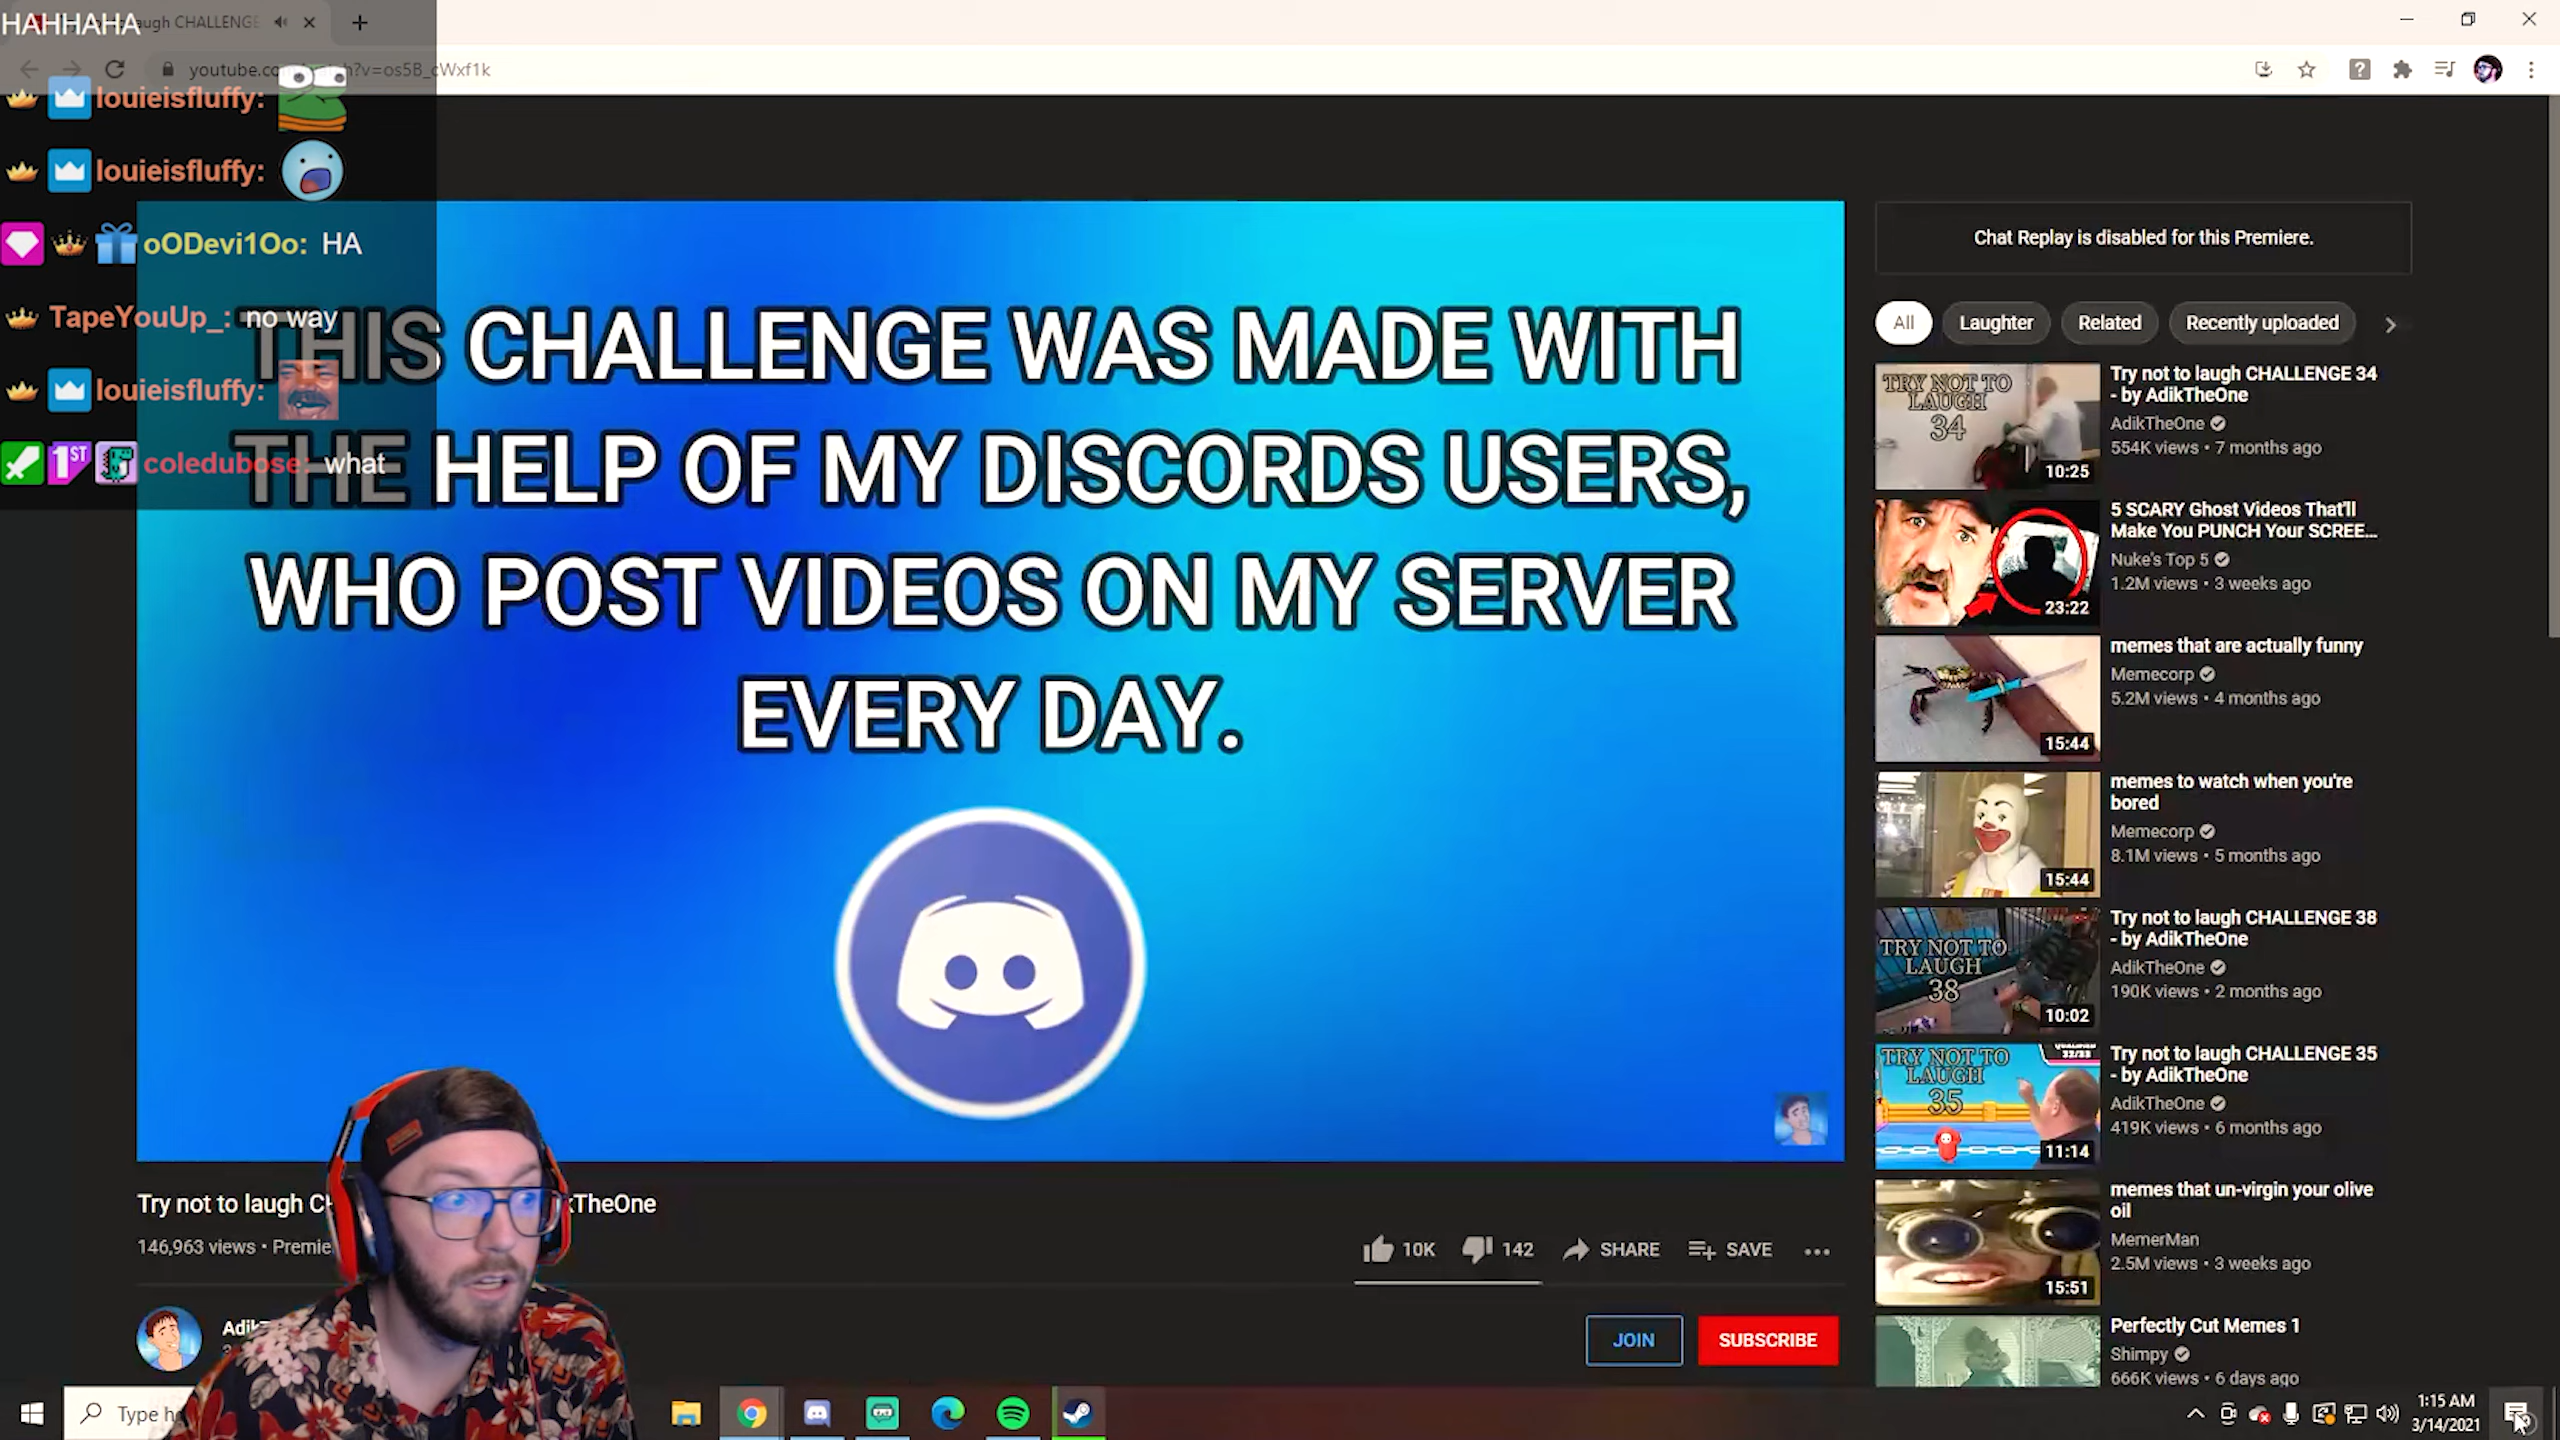 HAHHAHA
augh CHALLENGE
youtube.co
?v=os5B_cWxf1k
louieisfluffy:
louieisfluffy:
oODevi1Oo: HA
TapeYouUp_: no way
louieisfluffy:
1ST coledubose: what
THIS CHALLENGE WAS MADE WITH
THE HELP OF MY DISCORDS USERS,
WHO POST VIDEOS ON MY SERVER
EVERY DAY.
Try not to laugh CH
kTheOne
146,963 views • Premie
10K
142
SHARE
SAVE
JOIN
SUBSCRIBE
Chat Replay is disabled for this Premiere.
All
Laughter
Related
Recently uploaded
TRY NOT TO
LAUGH
34
10:25
Try not to laugh CHALLENGE 34
- by AdikTheOne
AdikTheOne
554K views • 7 months ago
23:22
5 SCARY Ghost Videos That'll
Make You PUNCH Your SCREE...
Nuke's Top 5
1.2M views • 3 weeks ago
15:44
memes that are actually funny
Memecorp
5.2M views • 4 months ago
15:44
memes to watch when you're
bored
Memecorp
8.1M views • 5 months ago
TRY NOT TO
LAUGH
38
10:02
Try not to laugh CHALLENGE 38
- by AdikTheOne
AdikTheOne
190K views • 2 months ago
TRY NOT TO
LAUGH
35
11:14
Try not to laugh CHALLENGE 35
- by AdikTheOne
AdikTheOne
419K views • 6 months ago
15:51
memes that un-virgin your olive
oil
MemerMan
2.5M views • 3 weeks ago
Perfectly Cut Memes 1
Shimpy
666K views • 6 days ago
Type h
1:15 AM
3/14/2021